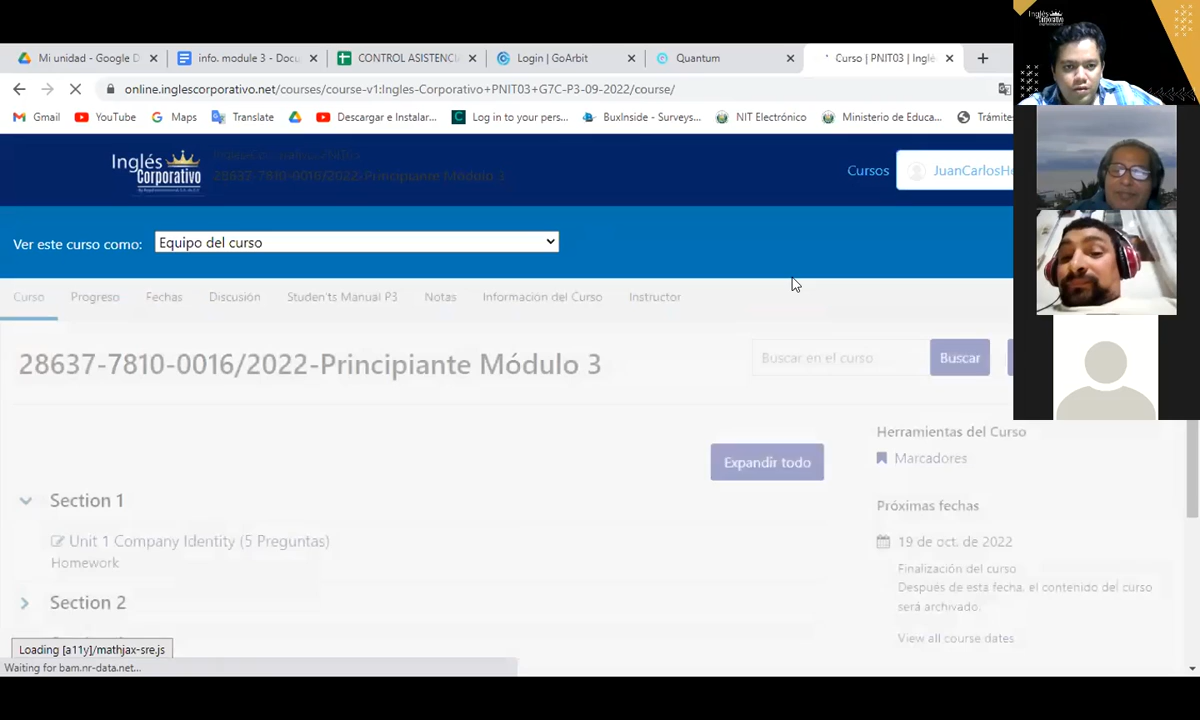 Mi unidad - Google D
info. module 3 - Docu
CONTROL ASISTENCI
Login | GoArbit
Quantum
Curso | PNIT03 | Inglé
online.inglescorporativo.net/courses/course-v1:Ingles-Corporativo+PNIT03+G7C-P3-09-2022/course/
Gmail
YouTube
Maps
Translate
Descargar e Instalar...
Log in to your pers...
BuxInside - Surveys...
NIT Electrónico
Ministerio de Educa...
Trámites
Inglés
Corporativo
Inglés
Corporativo
28637-7810-0016/2022-Principiante Módulo 3
Cursos
JuanCarlosHe
Ver este curso como:
Equipo del curso
Curso
Progreso
Fechas
Discusión
Studen'ts Manual P3
Notas
Información del Curso
Instructor
28637-7810-0016/2022-Principiante Módulo 3
Buscar en el curso
Buscar
Expandir todo
Herramientas del Curso
Marcadores
Section 1
Unit 1 Company Identity (5 Preguntas)
Homework
Section 2
Próximas fechas
19 de oct. de 2022
Finalización del curso
Después de esta fecha, el contenido del curso
será archivado.
View all course dates
Loading [a11y]/mathjax-sre.js
Waiting for bam.nr-data.net...